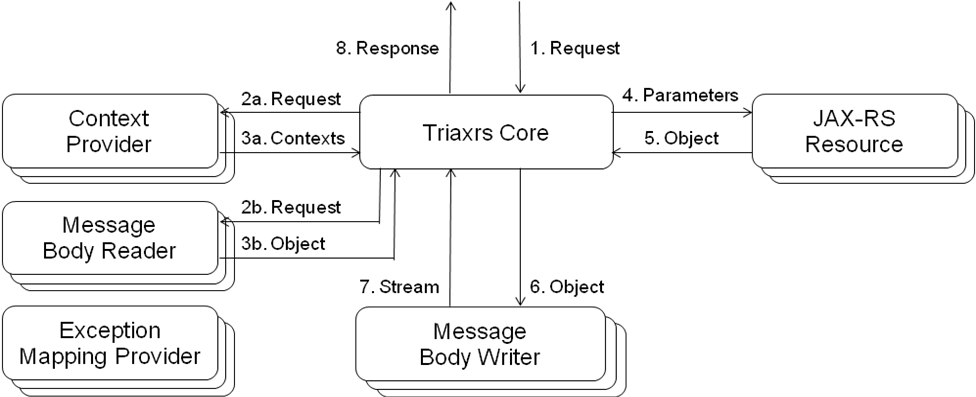 8. Response
1. Request
2a. Request
4. Parameters
Context
Provider
Triaxrs Core
JAX-RS
Resource
3a. Contexts
5. Object
2b. Request
Message
Body Reader
3b. Object
7. Stream
6. Object
Exception
Mapping Provider
Message
Body Writer